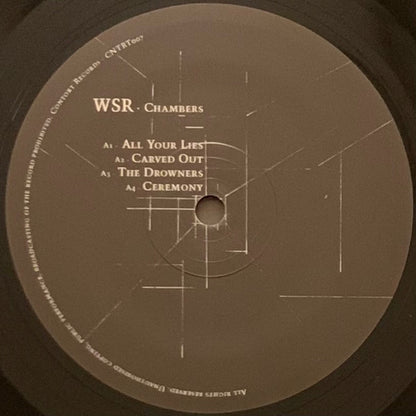 WSR - Chambers
A1 - All Your Lies
A2 - Carved Out
A3 - The Drowners
A4 - Ceremony
All rights reserved. Unauthorised copying, public performance, broadcasting of the record prohibited. Contort Records CNTRT007